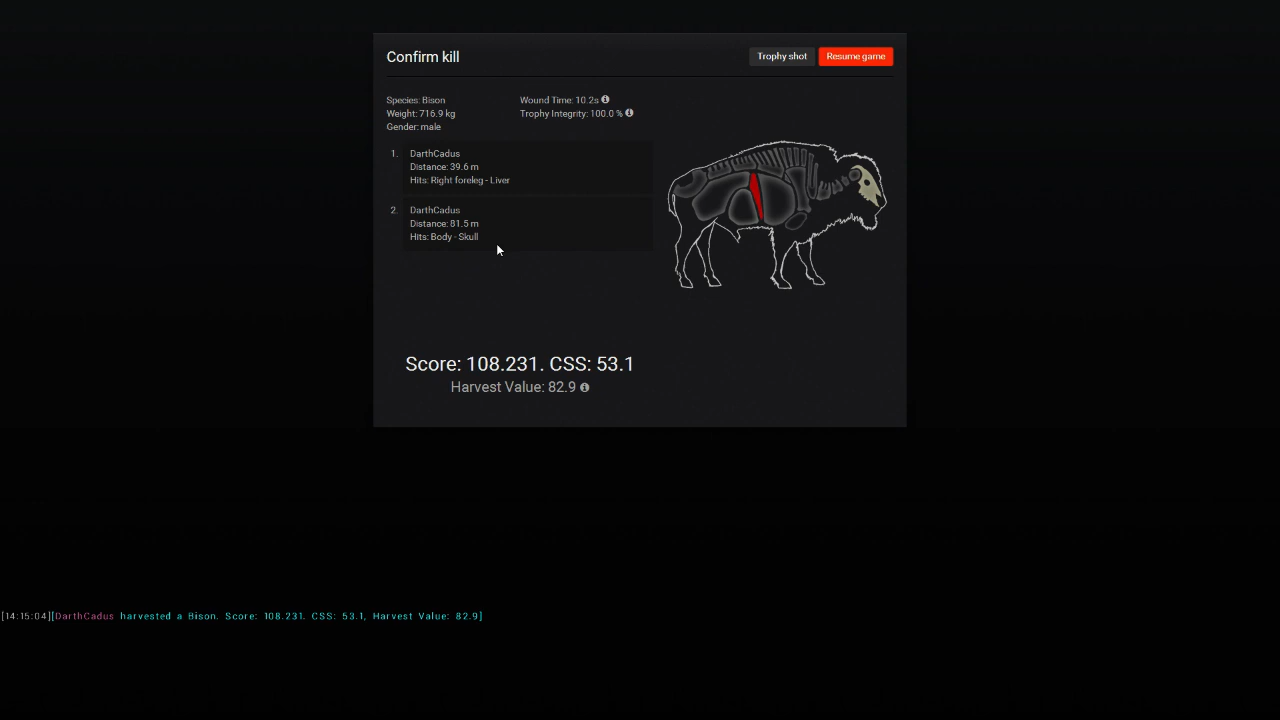 Confirm kill
Trophy shot
Resume game
Species: Bison
Weight: 716.9 kg
Gender: male
Wound Time: 10.2s
Trophy Integrity: 100.0 %
1. DarthCadus
Distance: 39.6 m
Hits: Right foreleg - Liver
2. DarthCadus
Distance: 81.5 m
Hits: Body - Skull
Score: 108.231. CSS: 53.1
Harvest Value: 82.9
[14:15:04][DarthCadus harvested a Bison. Score: 108.231. CSS: 53.1, Harvest Value: 82.9]